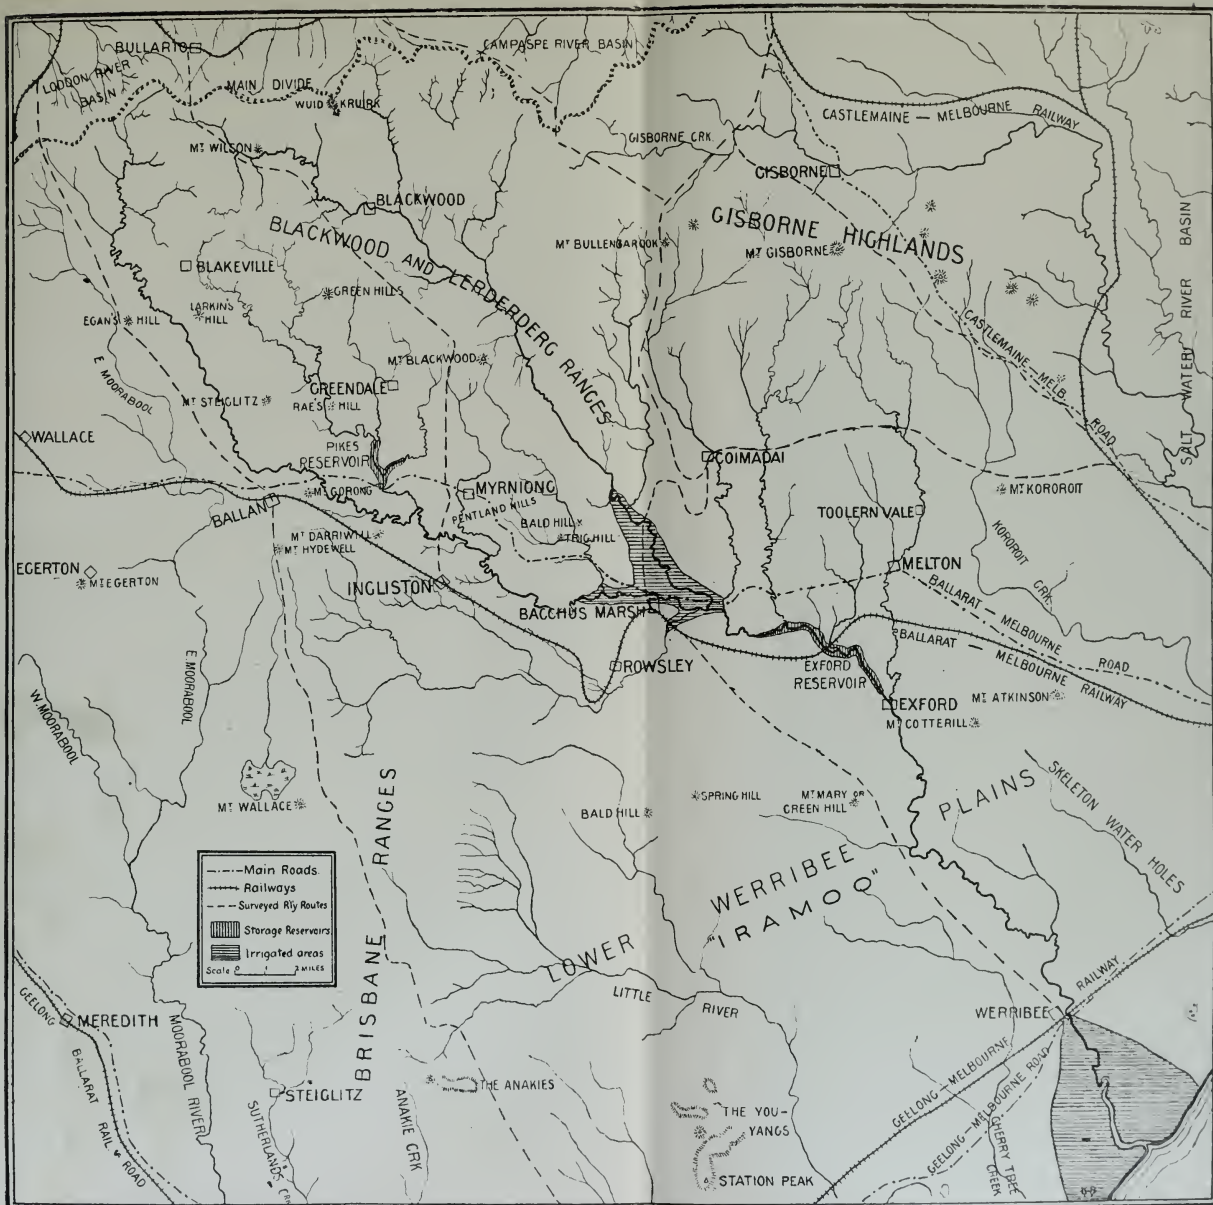 BULLARTO
LODDON RIVER
BASIN
MAIN DIVIDE
CAMPASPE RIVER BASIN
WUID KRUIRK
CASTLEMAINE — MELBOURNE RAILWAY
GISBORNE CRK.
MT. WILSON
GISBORNE
BLACKWOOD
BLACKWOOD AND LERDERDERG RANGES
GISBORNE HIGHLANDS
MT BULLENGAROOK
MT. GISBORNE
SALT WATER RIVER BASIN
BLAKEVILLE
GREEN HILLS
LARKIN'S
HILL
EGAN'S HILL
CASTLEMAINE — MELB. ROAD
E. MOORABOOL
MT BLACKWOOD
GREENDALE
MT. STEIGLITZ
RAE'S HILL
WALLACE
PIKES
RESERVOIR
COIMADAI
MT. GORONG
MYRNIONG
MT. KOROROIT
BALLAN
PENTLAND HILLS
BALD HILL
TRIG HILL
TOOLERN VALE
KOROROIT CRK.
MT DARRIWILL
MT HYDEWELL
EGERTON
MT EGERTON
INGLISTON
MELTON
BACCHUS MARSH
BALLARAT — MELBOURNE ROAD
BALLARAT — MELBOURNE RAILWAY
ROWSLEY
EXFORD
RESERVOIR
E. MOORABOOL
W. MOORABOOL
EXFORD
MT. ATKINSON
MT COTTERILL
MT. WALLACE
BRISBANE RANGES
BALD HILL
SPRING HILL
MT. MARY OR
GREEN HILL
SKELETON WATER HOLES
LOWER WERRIBEE PLAINS
"IRAMOO"
Main Roads
Railways
Surveyed R'y Routes
Storage Reservoirs
Irrigated areas
Scale 0 2 MILES
LITTLE RIVER
GEELONG
BALLARAT
RAIL & ROAD
MEREDITH
MOORABOOL RIVER
WERRIBEE
RAILWAY
GEELONG — MELBOURNE
GEELONG — MELBOURNE ROAD
STEIGLITZ
SUTHERLANDS CRK
ANAKIE CRK
THE ANAKIES
THE YOU-
YANGS
STATION PEAK
CHERRY TREE
CREEK